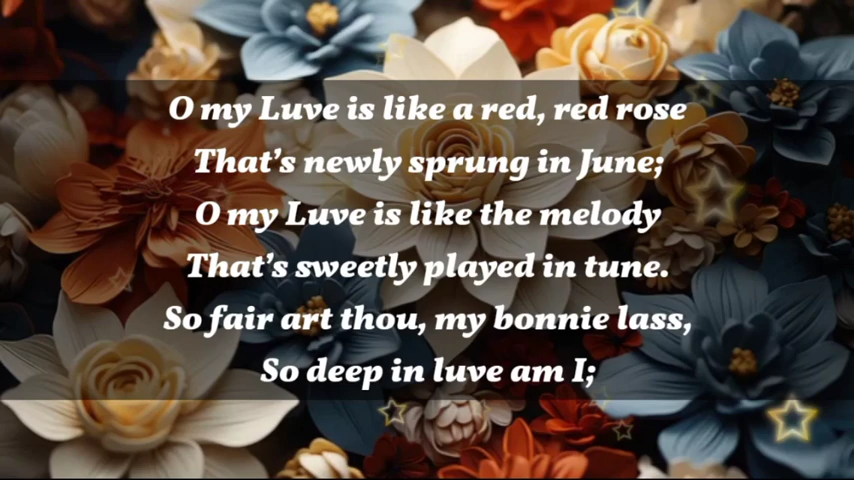 O my Luve is like a red, red rose
That's newly sprung in June;
O my Luve is like the melody
That's sweetly played in tune.
So fair art thou, my bonnie lass,
So deep in luve am I;